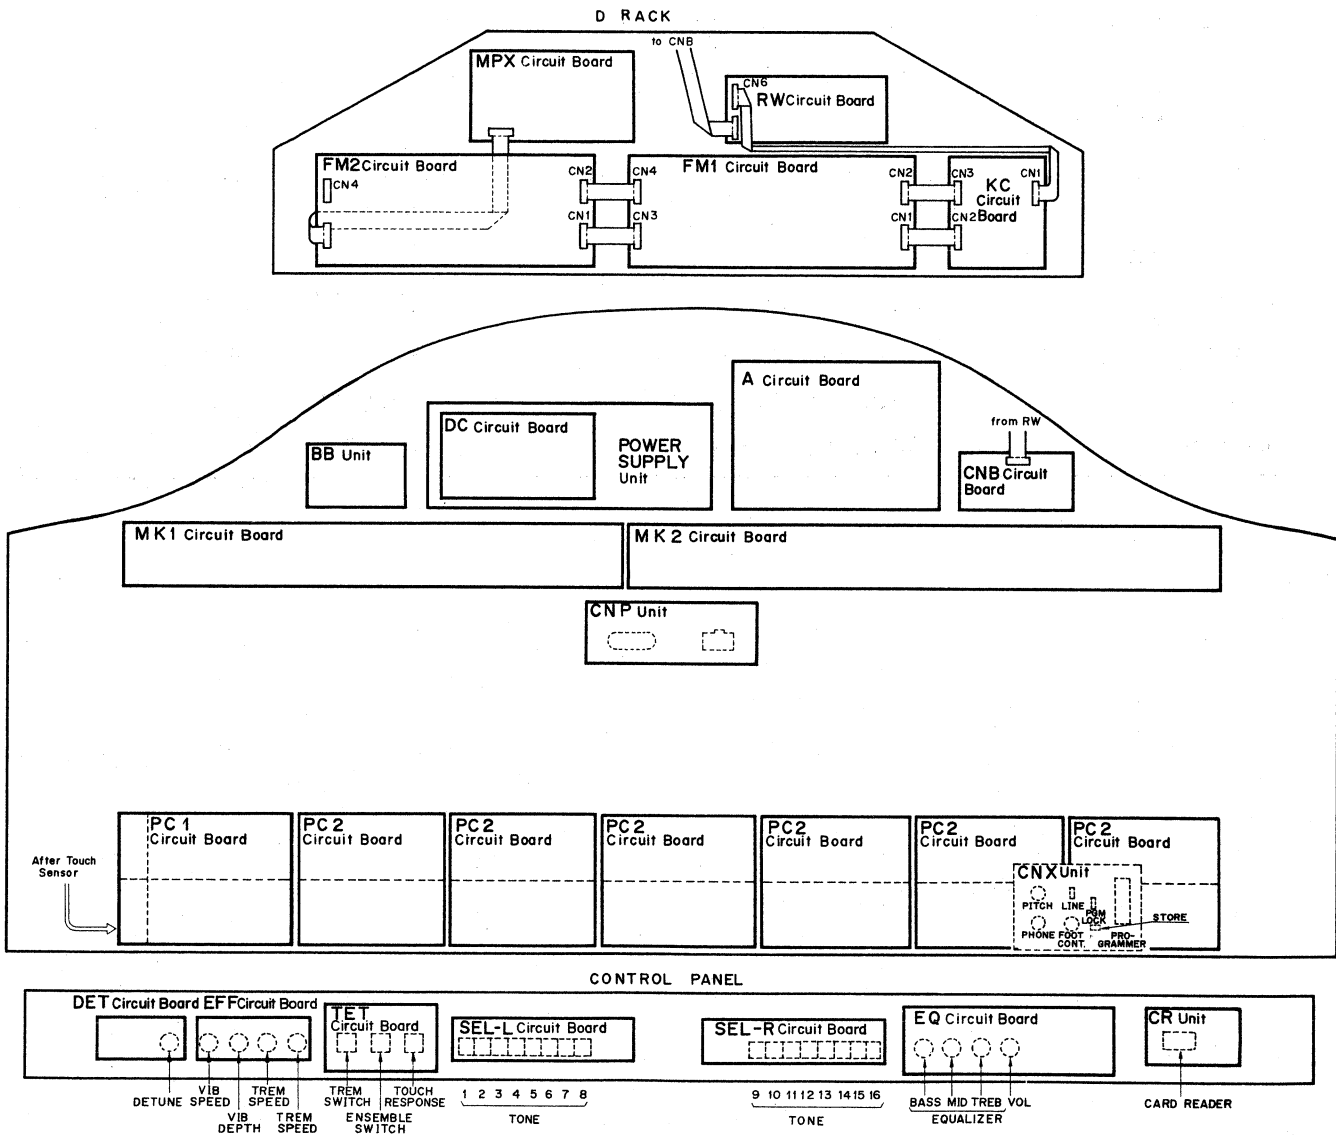 D RACK
to CNB
MPX Circuit Board
CN6
RW Circuit Board
FM2 Circuit Board
CN4
CN2
CN4
FM1 Circuit Board
CN2
CN3
KC
Circuit
Board
CN1
CN1
CN3
CN1
CN2
A Circuit Board
DC Circuit Board
POWER
SUPPLY
Unit
BB Unit
from RW
CNB Circuit
Board
MK1 Circuit Board
MK2 Circuit Board
CNP Unit
PC1
Circuit Board
PC2
Circuit Board
PC2
Circuit Board
PC2
Circuit Board
PC2
Circuit Board
PC2
Circuit Board
PC2
Circuit Board
After Touch
Sensor
CNX Unit
PITCH
LINE
PGM
LOCK
STORE
PHONE
FOOT
CONT.
PRO-
GRAMMER
CONTROL PANEL
DET Circuit Board
EFF Circuit Board
TET
Circuit Board
SEL-L Circuit Board
SEL-R Circuit Board
EQ Circuit Board
CR Unit
DETUNE
VIB
SPEED
VIB
DEPTH
TREM
SPEED
TREM
SPEED
TREM
SWITCH
ENSEMBLE
SWITCH
TOUCH
RESPONSE
1 2 3 4 5 6 7 8
TONE
9 10 11 12 13 14 15 16
TONE
BASS MID TREB VOL
EQUALIZER
CARD READER